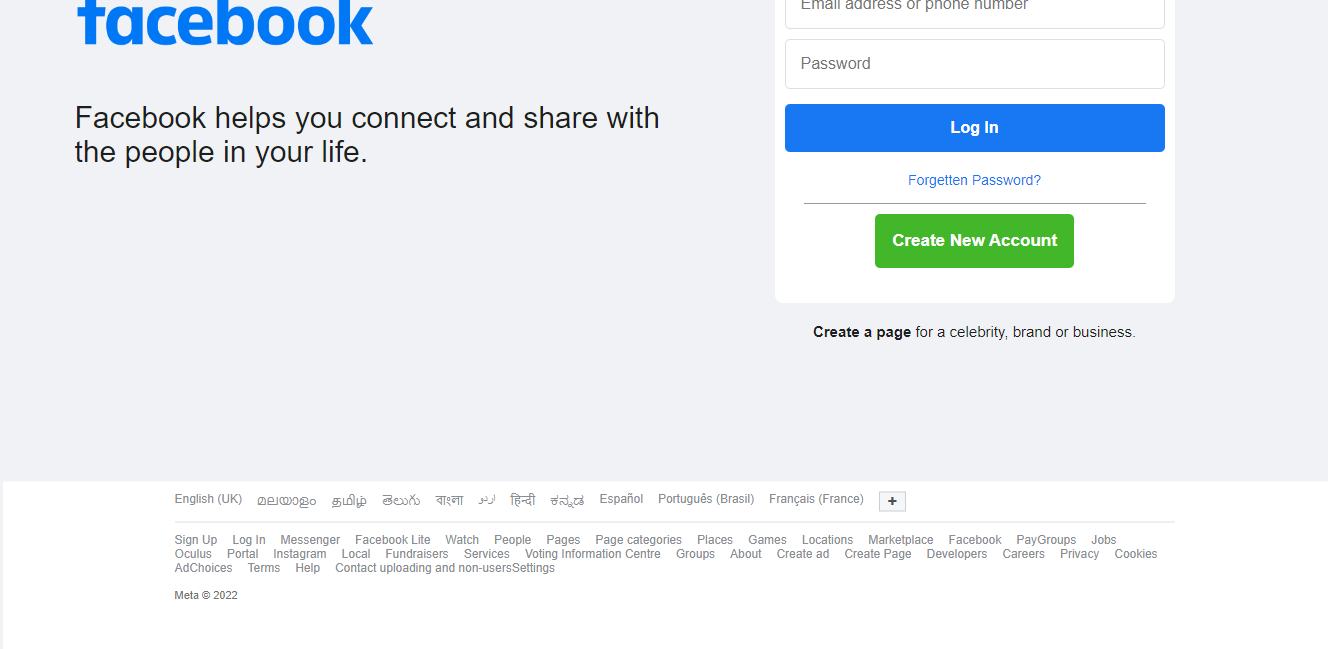 facebook
Email address or phone number
Password
Facebook helps you connect and share with
the people in your life.
Log In
Forgetten Password?
Create New Account
Create a page for a celebrity, brand or business.
English (UK) മലയാളം தமிழ் తెలుగు বাংলা اردو हिन्दी ಕನ್ನಡ Español Português (Brasil) Français (France) +
Sign Up Log In Messenger Facebook Lite Watch People Pages Page categories Places Games Locations Marketplace Facebook PayGroups Jobs
Oculus Portal Instagram Local Fundraisers Services Voting Information Centre Groups About Create ad Create Page Developers Careers Privacy Cookies
AdChoices Terms Help Contact uploading and non-usersSettings
Meta © 2022